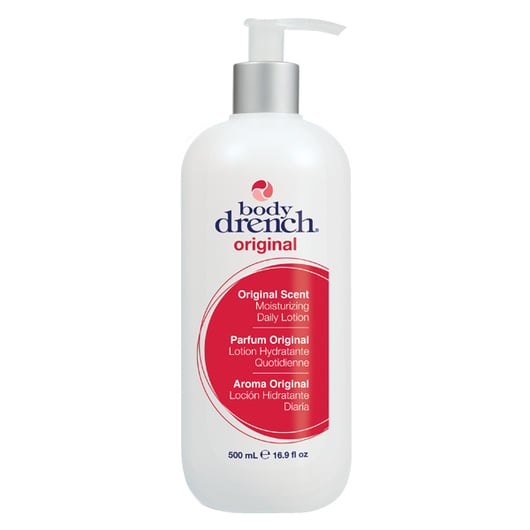 body
drench®
original
Original Scent
Moisturizing
Daily Lotion
Parfum Original
Lotion Hydratante
Quotidienne
Aroma Original
Loción Hidratante
Diaria
500 mL ℮ 16.9 fl oz